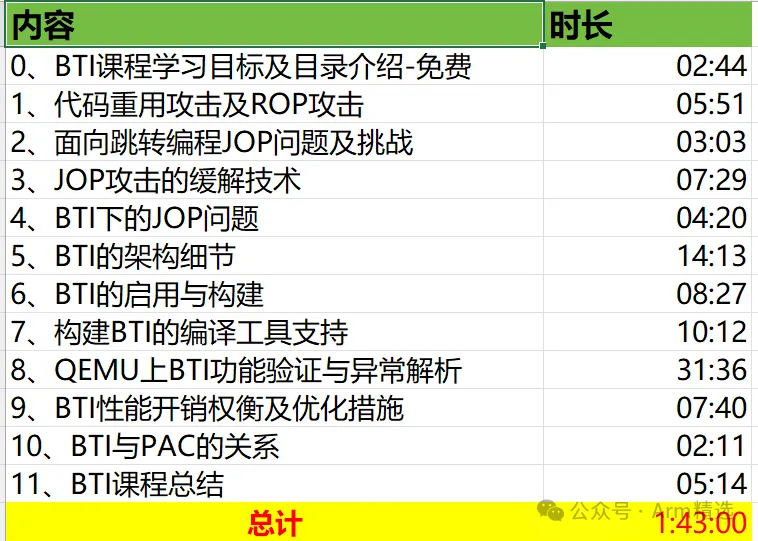 内容 时长
0、BTI课程学习目标及目录介绍-免费 02:44
1、代码重用攻击及ROP攻击 05:51
2、面向跳转编程JOP问题及挑战 03:03
3、JOP攻击的缓解技术 07:29
4、BTI下的JOP问题 04:20
5、BTI的架构细节 14:13
6、BTI的启用与构建 08:27
7、构建BTI的编译工具支持 10:12
8、QEMU上BTI功能验证与异常解析 31:36
9、BTI性能开销权衡及优化措施 07:40
10、BTI与PAC的关系 02:11
11、BTI课程总结 05:14
总计 1:43:00
公众号 · Arm精选